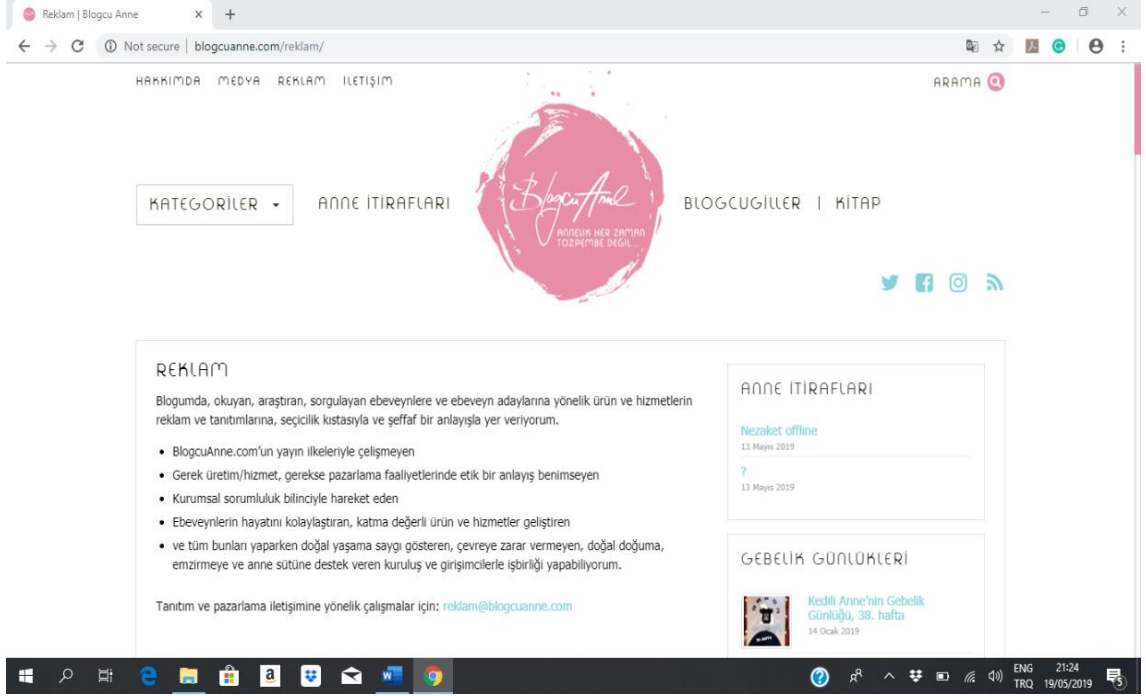 Reklam | Blogcu Anne
Not secure | blogcuanne.com/reklam/
HAKKIMDA MEDYA REKLAM İLETİŞİM
ARAMA
KATEGORİLER
ANNE İTİRAFLARI
Blogcu Anne
ANNELİK HER ZAMAN
TOZPEMBE DEĞİL...
BLOGCUGİLLER | KİTAP
REKLAM
Blogumda, okuyan, araştıran, sorgulayan ebeveynlere ve ebeveyn adaylarına yönelik ürün ve hizmetlerin
reklam ve tanıtımlarına, seçicilik kıstasıyla ve şeffaf bir anlayışla yer veriyorum.
• BlogcuAnne.com'un yayın ilkeleriyle çelişmeyen
• Gerek üretim/hizmet, gerekse pazarlama faaliyetlerinde etik bir anlayış benimseyen
• Kurumsal sorumluluk bilinciyle hareket eden
• Ebeveynlerin hayatını kolaylaştıran, katma değerli ürün ve hizmetler geliştiren
• ve tüm bunları yaparken doğal yaşama saygı gösteren, çevreye zarar vermeyen, doğal doğuma,
emzirmeye ve anne sütüne destek veren kuruluş ve girişimcilerle işbirliği yapabiliyorum.
Tanıtım ve pazarlama iletişimine yönelik çalışmalar için: reklam@blogcuanne.com
ANNE İTİRAFLARI
Nezaket offline
13 Mayıs 2019
?
13 Mayıs 2019
GEBELİK GÜNLÜKLERİ
Kedili Anne'nin Gebelik
Günlüğü, 38. hafta
14 Ocak 2019
ENG 21:24
TRQ 19/05/2019
5